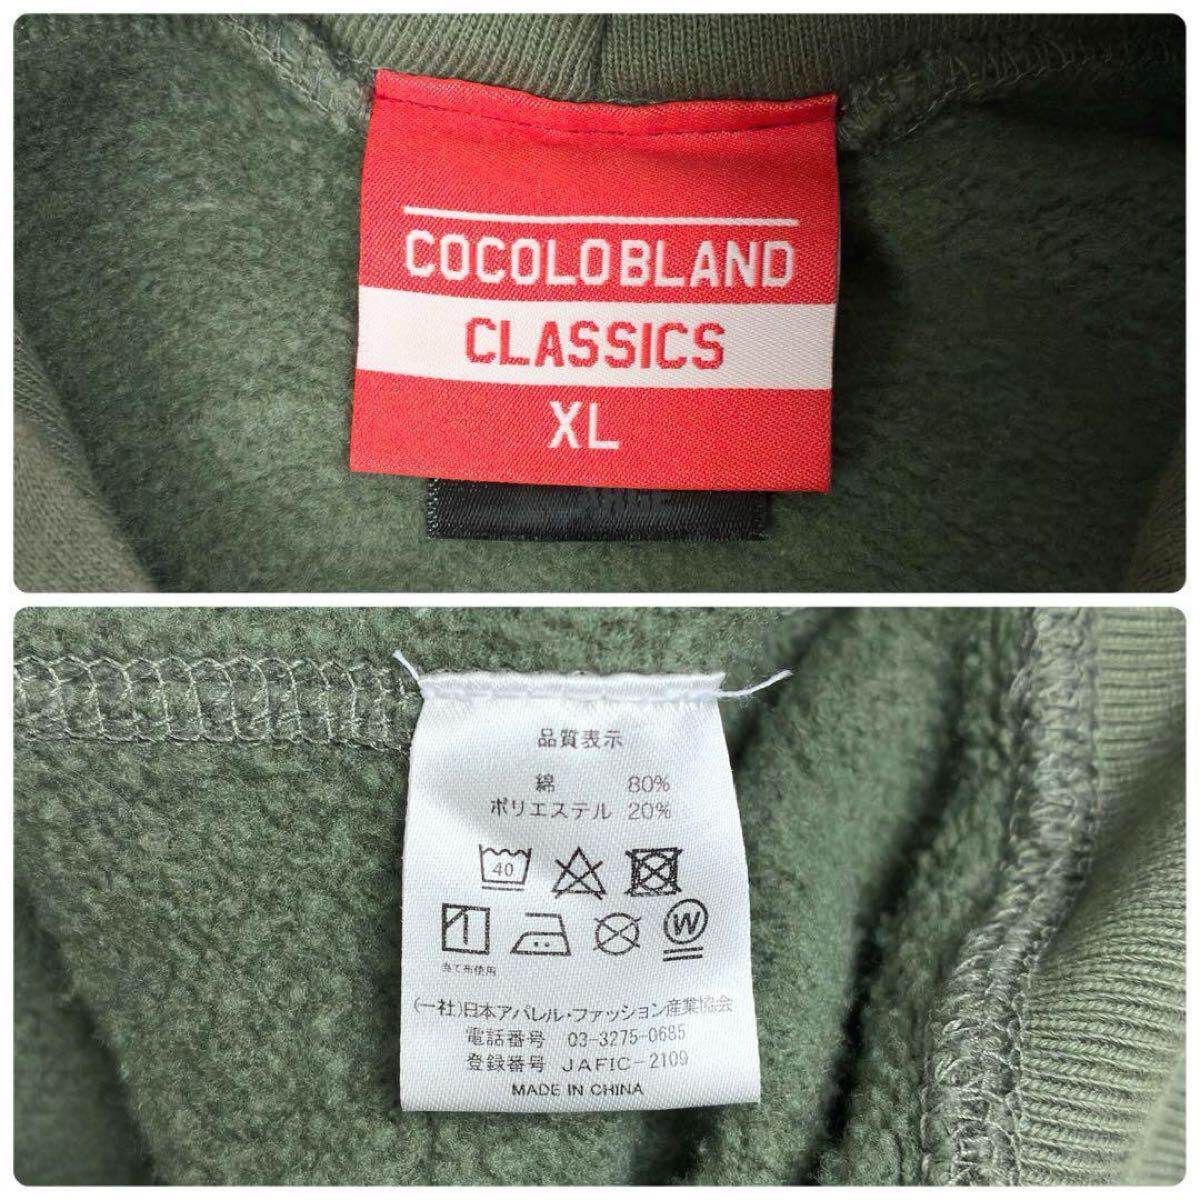 COCOLO BLAND
CLASSICS
XL
品質表示
綿 80%
ポリエステル 20%
40
W
当て布使用
(一社)日本アパレル・ファッション産業協会
電話番号 03-3275-0685
登録番号 JAFIC-2109
MADE IN CHINA